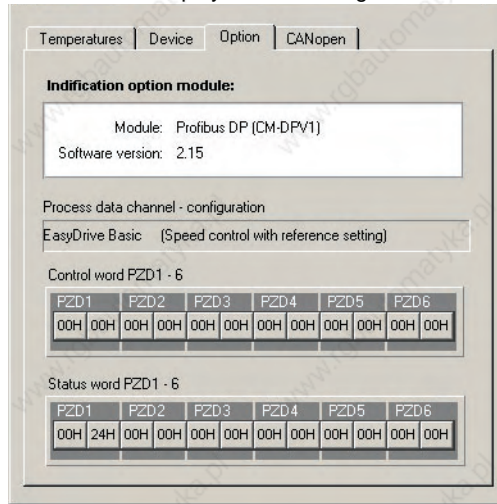 Temperatures Device Option CANopen
Indification option module:
Module: Profibus DP (CM-DPV1)
Software version: 2.15
Process data channel - configuration
EasyDrive Basic (Speed control with reference setting)
Control word PZD1 - 6
PZD1 PZD2 PZD3 PZD4 PZD5 PZD6
00H 00H 00H 00H 00H 00H 00H 00H 00H 00H 00H 00H
Status word PZD1 - 6
PZD1 PZD2 PZD3 PZD4 PZD5 PZD6
00H 24H 00H 00H 00H 00H 00H 00H 00H 00H 00H 00H